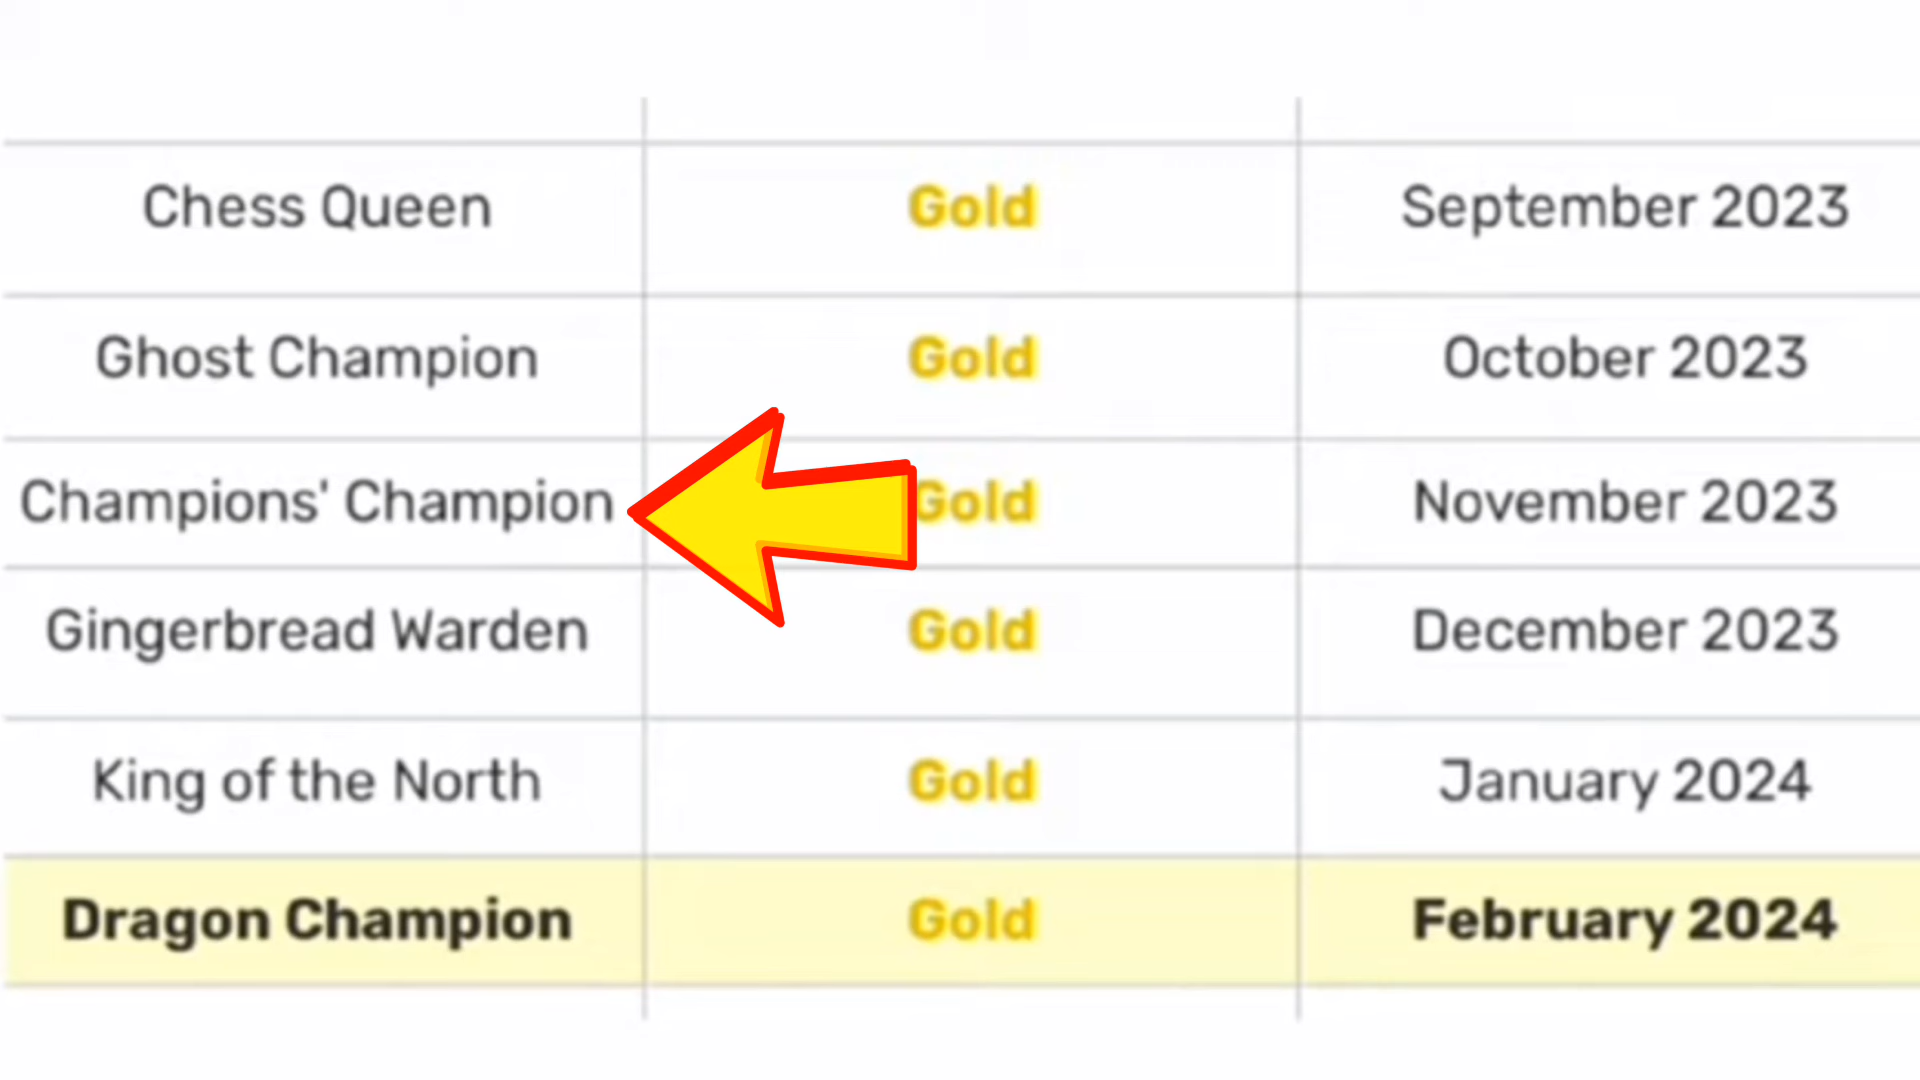 Chess Queen Gold September 2023
Ghost Champion Gold October 2023
Champions' Champion Gold November 2023
Gingerbread Warden Gold December 2023
King of the North Gold January 2024
Dragon Champion Gold February 2024